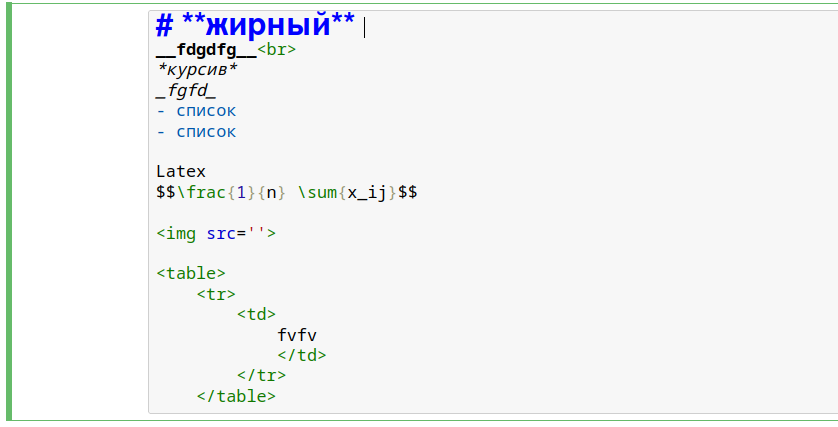 # **жирный**
__fdgdfg__<br>
*курсив*
_fgfd_
- список
- список
Latex
$$\frac{1}{n} \sum{x_ij}$$
<img src=''>
<table>
<tr>
<td>
fvfv
</td>
</tr>
</table>